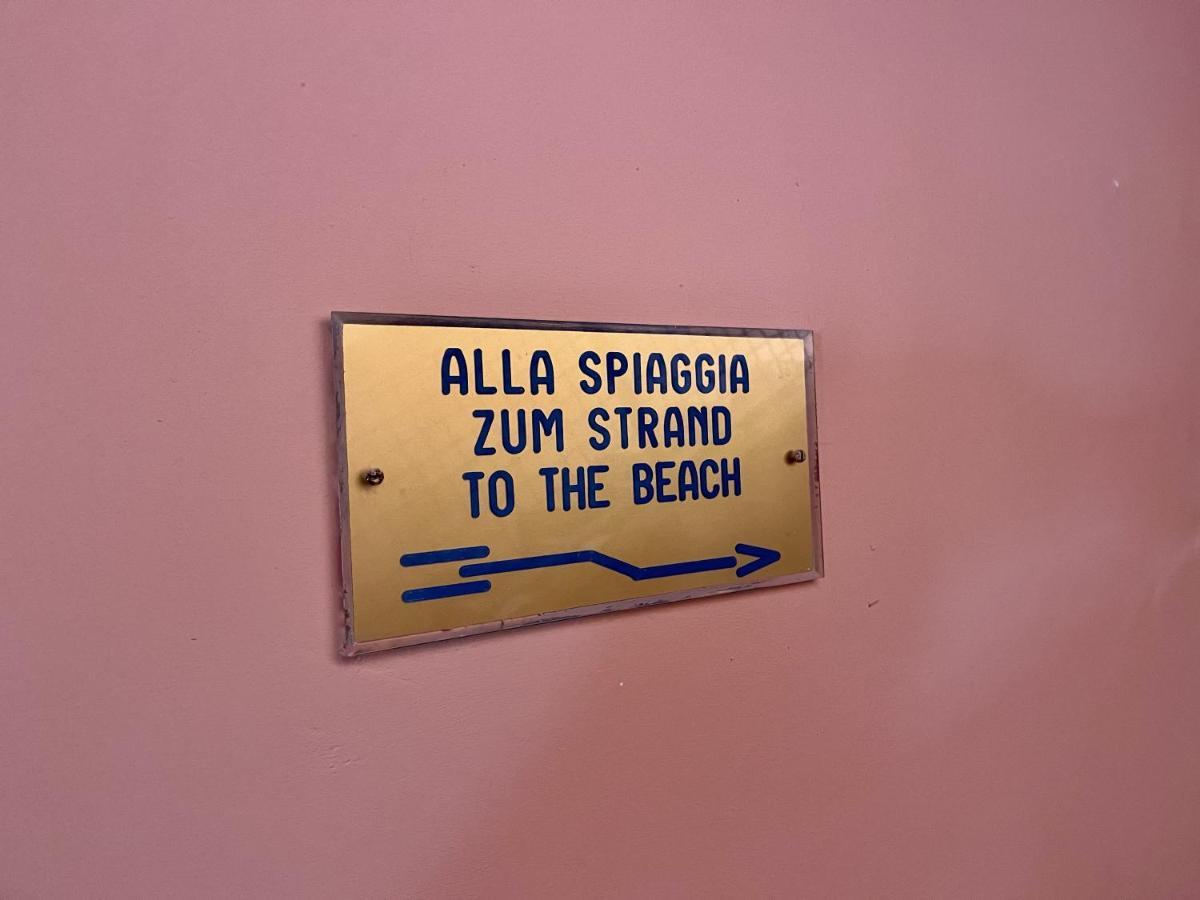 ALLA SPIAGGIA
ZUM STRAND
TO THE BEACH